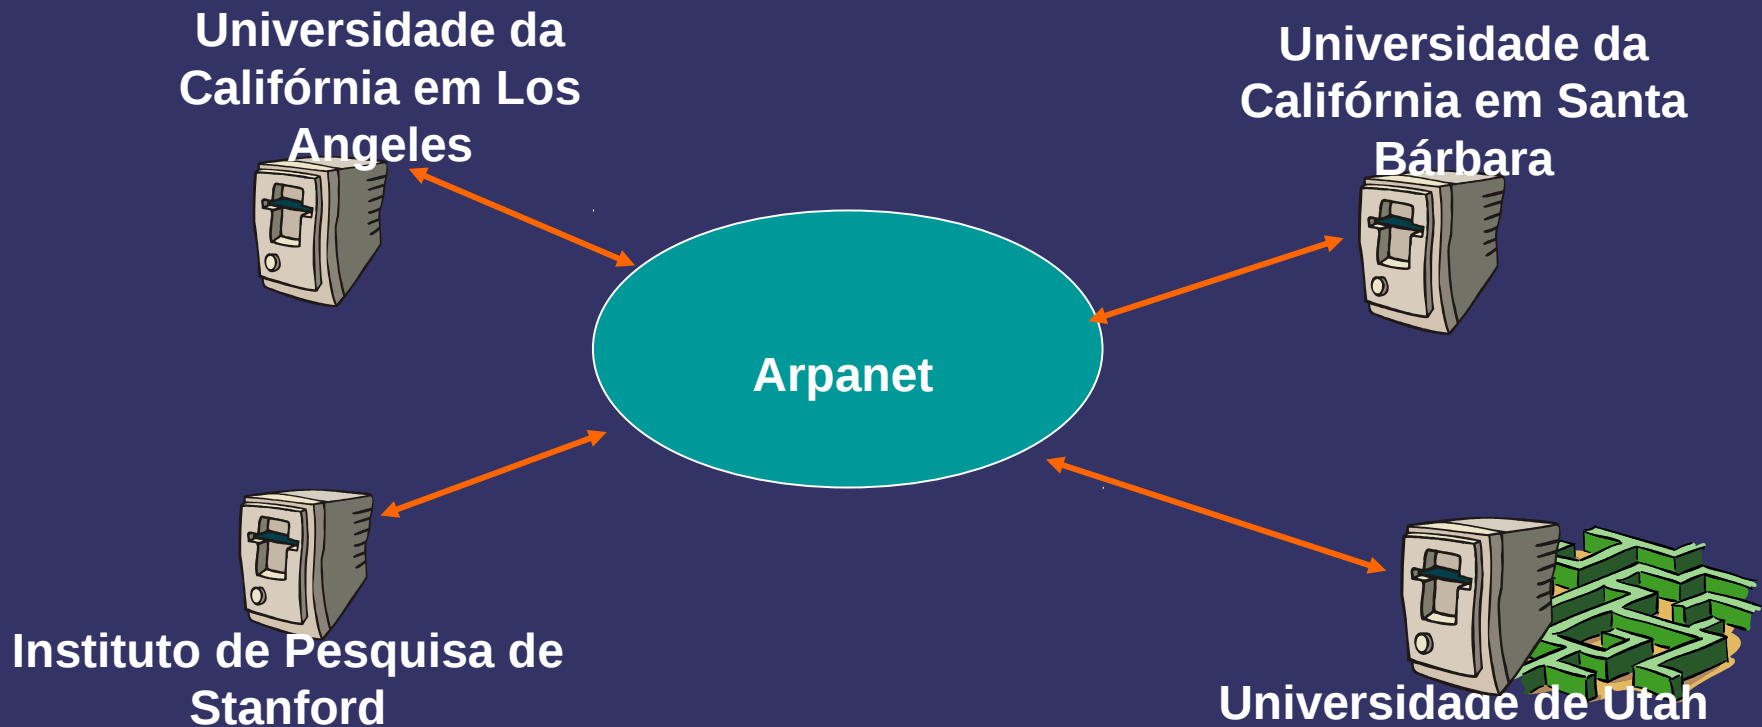 Universidade da
Califórnia em Los
Angeles
Universidade da
Califórnia em Santa
Bárbara
Arpanet
Instituto de Pesquisa de
Stanford
Universidade de Utah